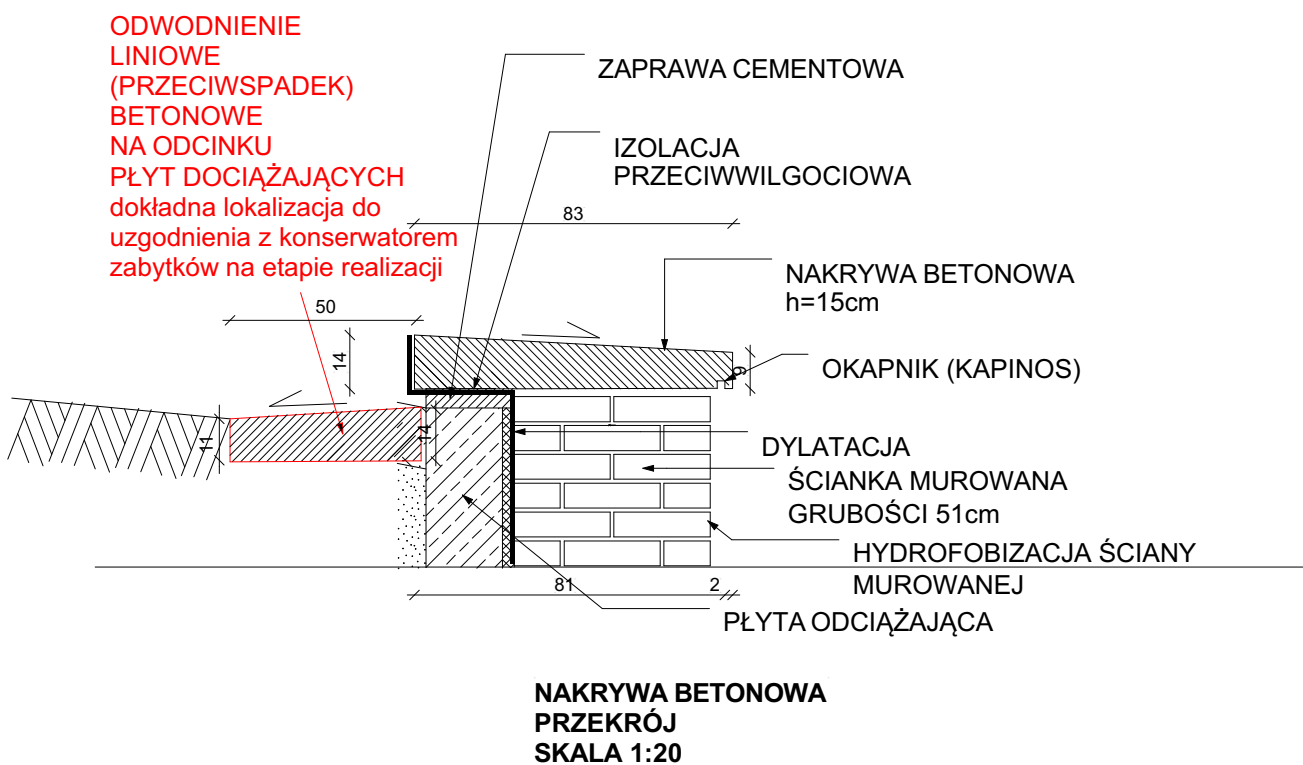 ODWODNIENIE
LINIOWE
(PRZECIWSPADEK)
BETONOWE
NA ODCINKU
PŁYT DOCIĄŻAJĄCYCH
dokładna lokalizacja do
uzgodnienia z konserwatorem
zabytków na etapie realizacji
ZAPRAWA CEMENTOWA
IZOLACJA
PRZECIWWILGOCIOWA
83
NAKRYWA BETONOWA
h=15cm
50
14
9
OKAPNIK (KAPINOS)
11
14
DYLATACJA
ŚCIANKA MUROWANA
GRUBOŚCI 51cm
HYDROFOBIZACJA ŚCIANY
MUROWANEJ
81
2
PŁYTA ODCIĄŻAJĄCA
NAKRYWA BETONOWA
PRZEKRÓJ
SKALA 1:20